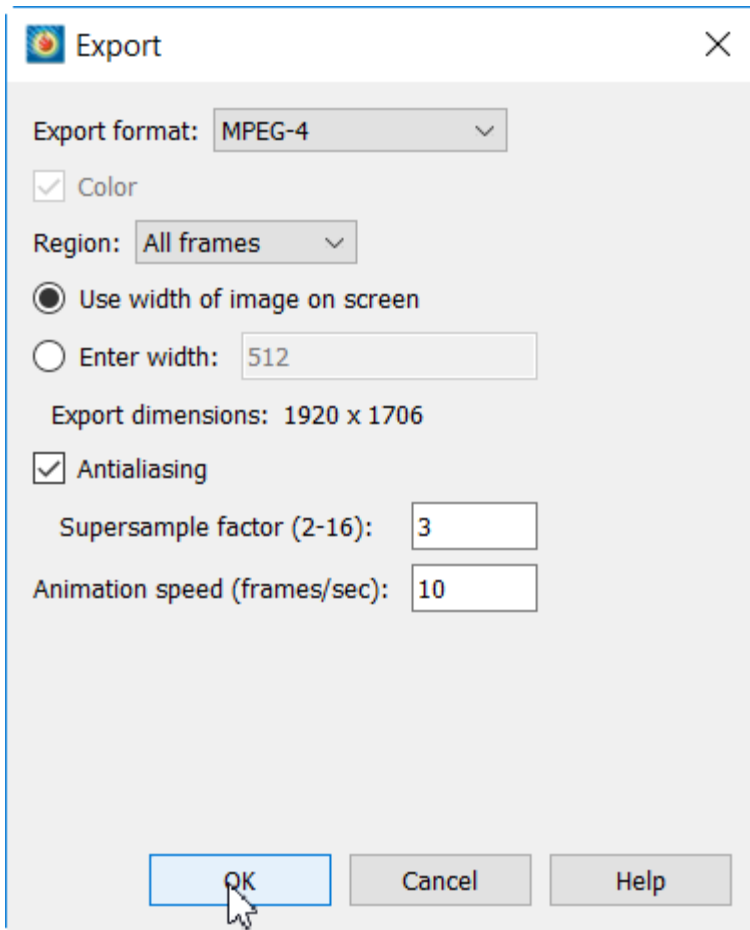 Export
Export format: MPEG-4
Color
Region: All frames
Use width of image on screen
Enter width: 512
Export dimensions: 1920 x 1706
Antialiasing
Supersample factor (2-16): 3
Animation speed (frames/sec): 10
OK Cancel Help